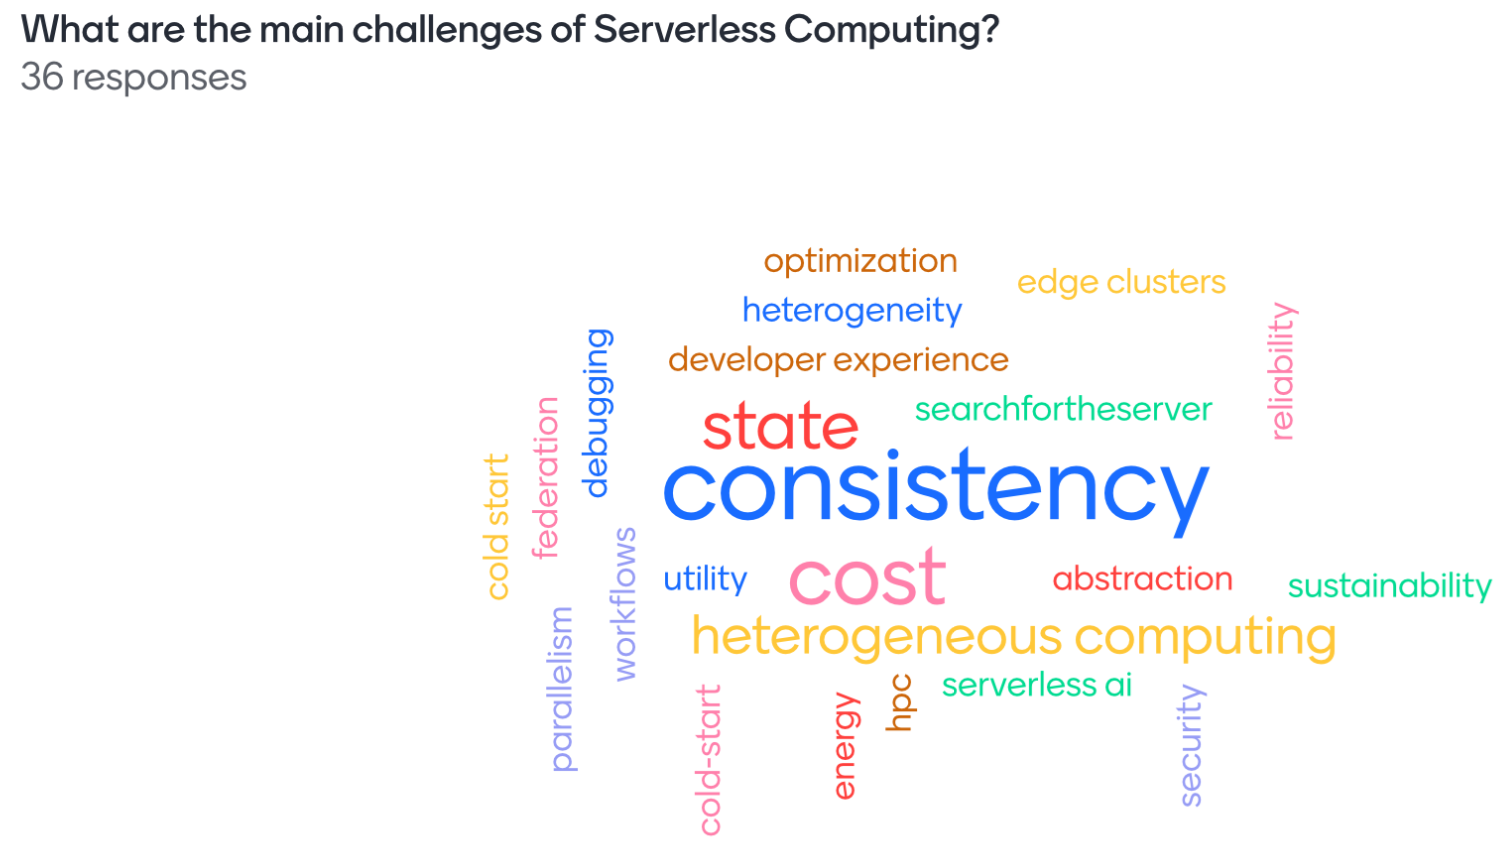 What are the main challenges of Serverless Computing?
36 responses
optimization
edge clusters
heterogeneity
reliability
debugging
developer experience
federation
searchfortheserver
state
cold start
consistency
workflows
utility
cost
abstraction
sustainability
parallelism
heterogeneous computing
hpc
serverless ai
cold-start
energy
security